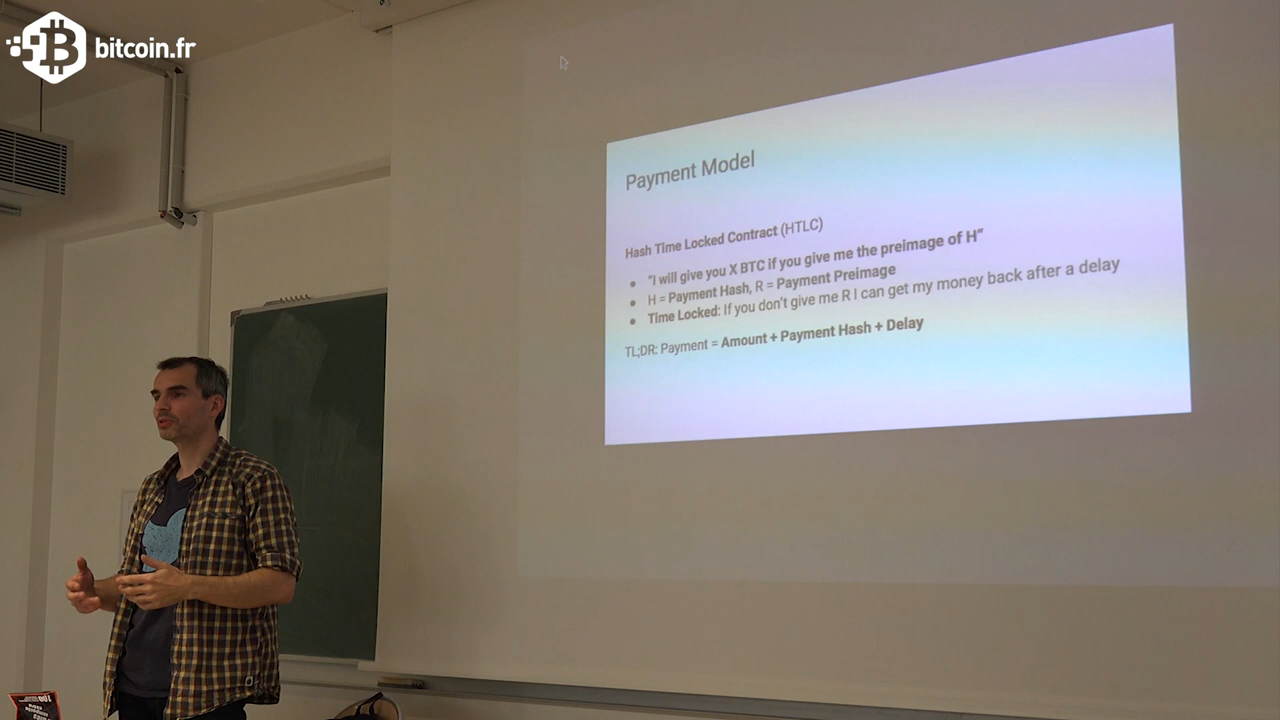 bitcoin.fr
Payment Model
Hash Time Locked Contract (HTLC)
“I will give you X BTC if you give me the preimage of H”
H = Payment Hash, R = Payment Preimage
Time Locked: If you don't give me R I can get my money back after a delay
TL;DR: Payment = Amount + Payment Hash + Delay